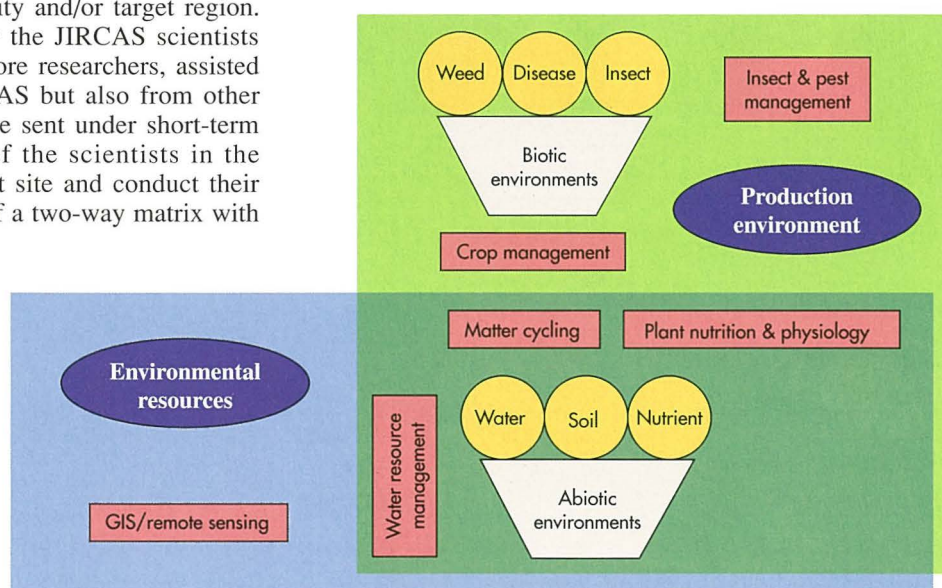 ity and/or target region.
the JIRCAS scientists
ore researchers, assisted
AS but also from other
e sent under short-term
f the scientists in the
t site and conduct their
f a two-way matrix with
Weed
Disease
Insect
Insect & pest
management
Biotic
environments
Production
environment
Crop management
Matter cycling
Plant nutrition & physiology
Environmental
resources
Water
Soil
Nutrient
Water resource
management
Abiotic
environments
GIS/remote sensing